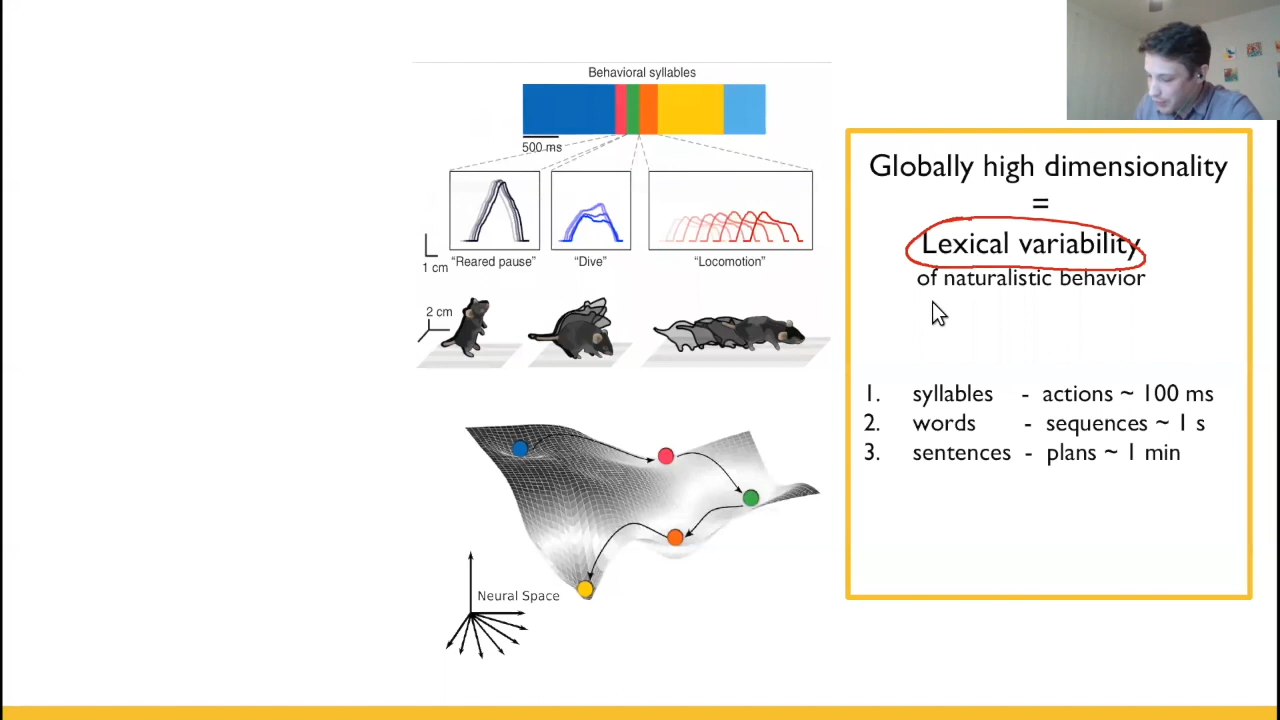 Behavioral syllables
500 ms
1 cm
"Reared pause"
"Dive"
"Locomotion"
2 cm
Neural Space
Globally high dimensionality
=
Lexical variability
of naturalistic behavior
1. syllables - actions ~ 100 ms
2. words - sequences ~ 1 s
3. sentences - plans ~ 1 min